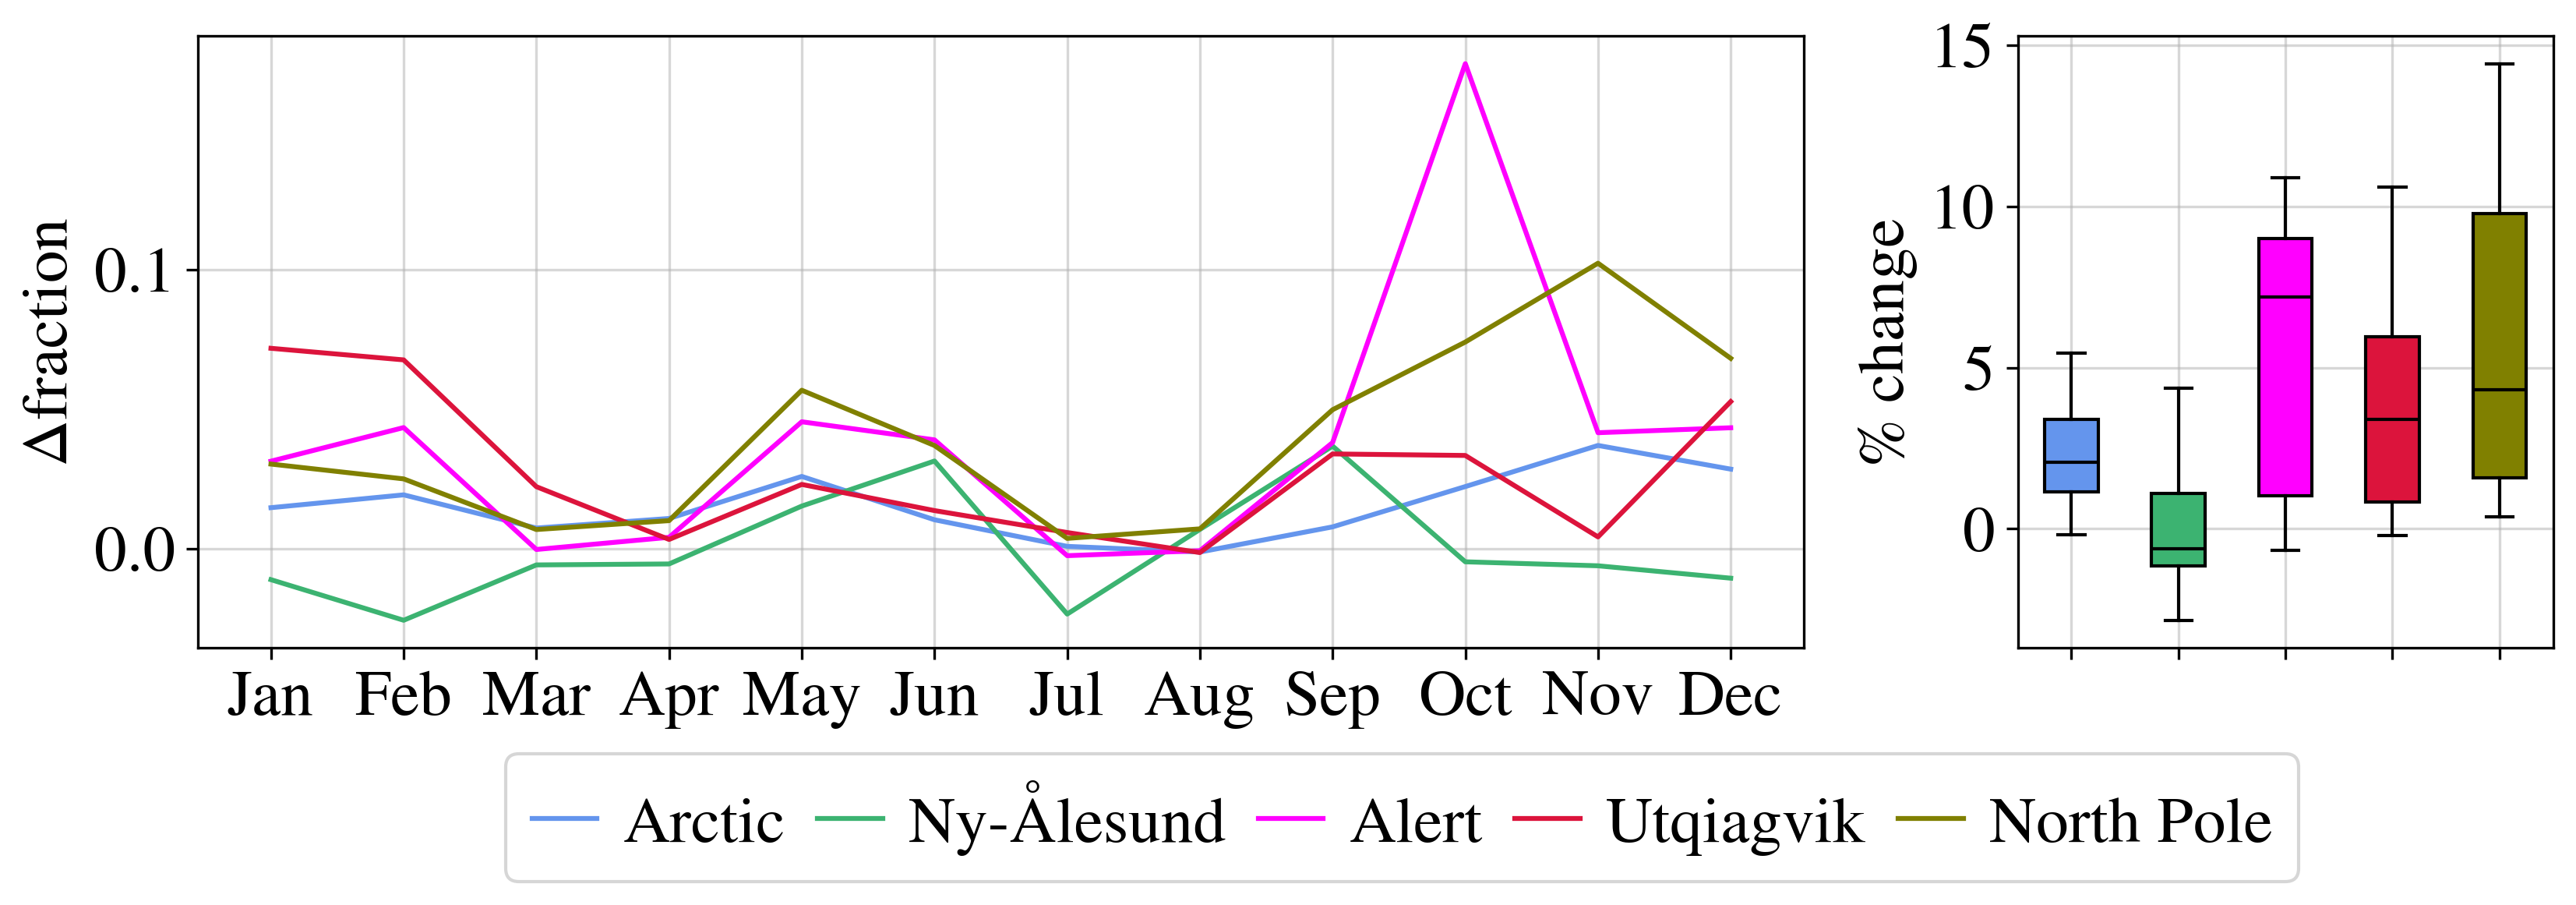 Δfraction
0.1
0.0
Jan Feb Mar Apr May Jun Jul Aug Sep Oct Nov Dec
% change
15
10
5
0
Arctic Ny-Ålesund Alert Utqiagvik North Pole